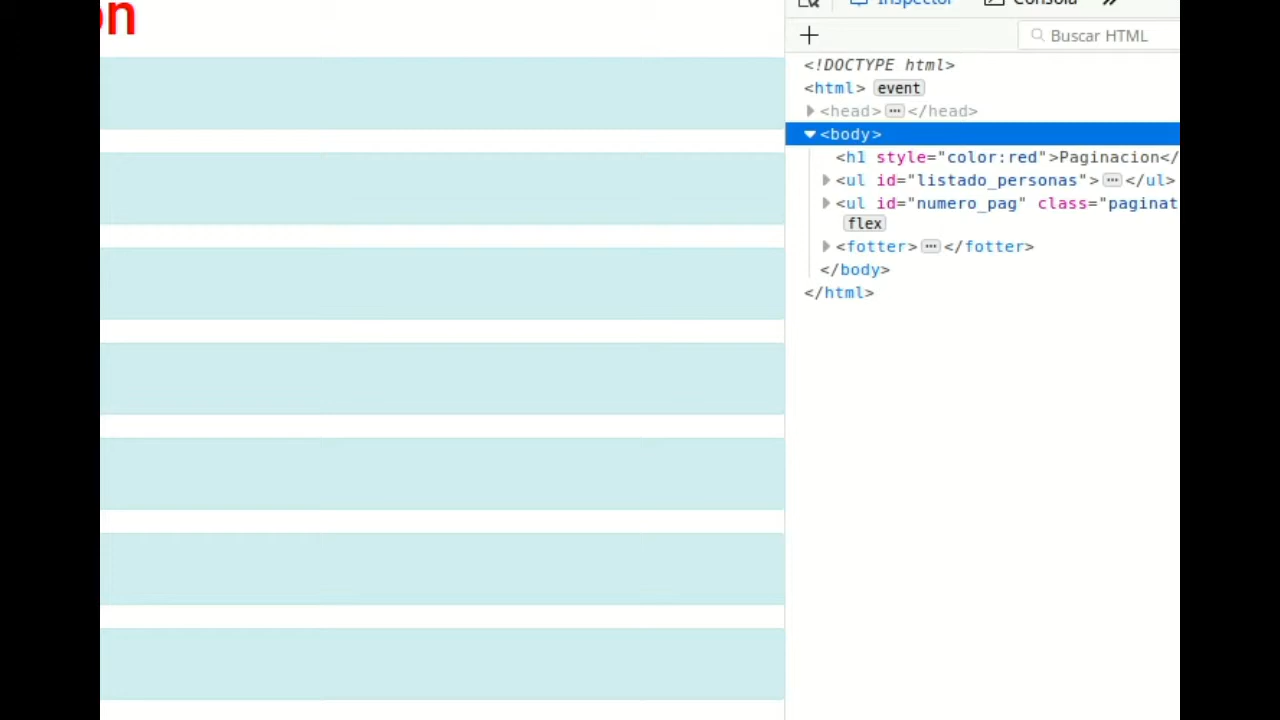 on
Inspector
Consola
Buscar HTML
<!DOCTYPE html>
<html> event
<head> ··· </head>
<body>
<h1 style="color:red">Paginacion</
<ul id="listado_personas"> ··· </ul>
<ul id="numero_pag" class="paginat
flex
<fotter> ··· </fotter>
</body>
</html>